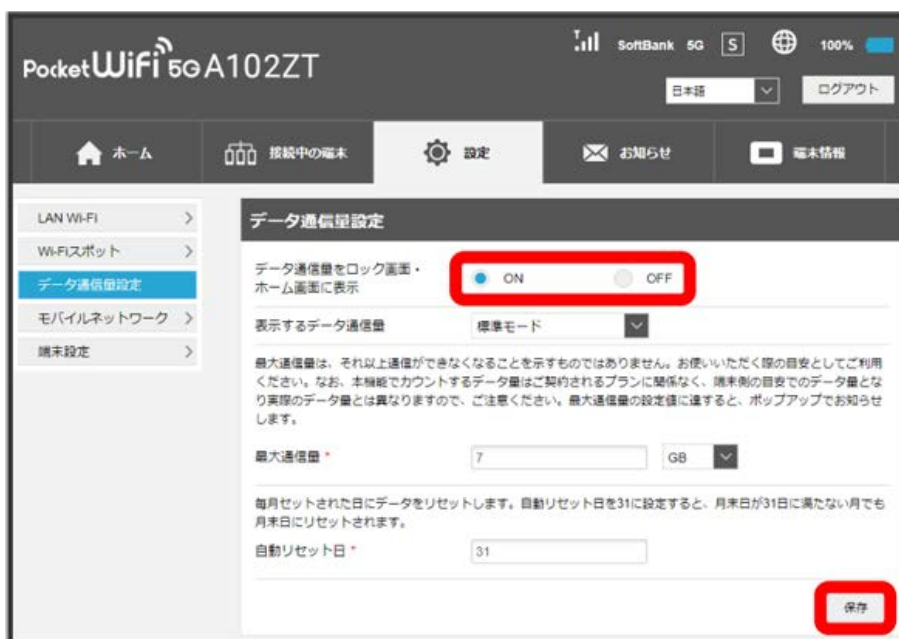 SoftBank 5G S 100%
Pocket WiFi 5G A102ZT
日本語 ログアウト
ホーム 接続中の端末 設定 お知らせ 端末情報
LAN Wi-Fi
Wi-Fiスポット
データ通信量設定
モバイルネットワーク
端末設定
データ通信量設定
データ通信量をロック画面・
ホーム画面に表示
ON OFF
表示するデータ通信量 標準モード
最大通信量は、それ以上通信ができなくなることを示すものではありません。お使いいただく際の目安としてご利用
ください。なお、本機能でカウントするデータ量はご契約されるプランに関係なく、端末側の目安でのデータ量とな
り実際のデータ量とは異なりますので、ご注意ください。最大通信量の設定値に達すると、ポップアップでお知らせ
します。
最大通信量 * 7 GB
毎月セットされた日にデータをリセットします。自動リセット日を31に設定すると、月末日が31日に満たない月でも
月末日にリセットされます。
自動リセット日 * 31
保存